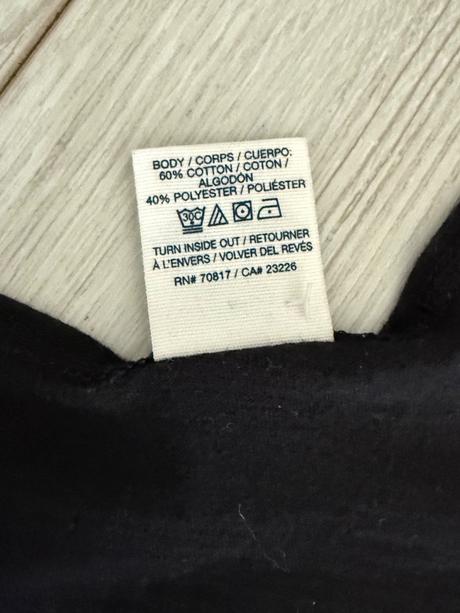 BODY / CORPS / CUERPO:
60% COTTON / COTON /
ALGODÓN
40% POLYESTER / POLIÉSTER
30C
TURN INSIDE OUT / RETOURNER
À L'ENVERS / VOLVER DEL REVÉS
RN# 70817 / CA# 23226